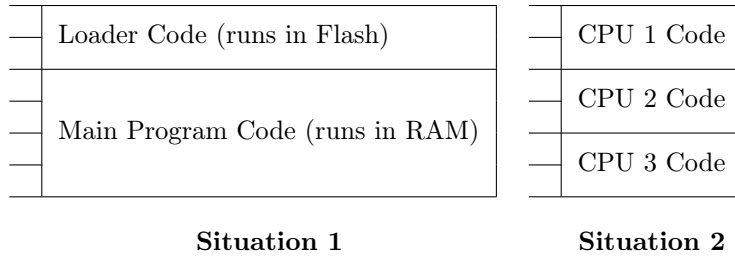 Loader Code (runs in Flash)
Main Program Code (runs in RAM)
Situation 1
CPU 1 Code
CPU 2 Code
CPU 3 Code
Situation 2